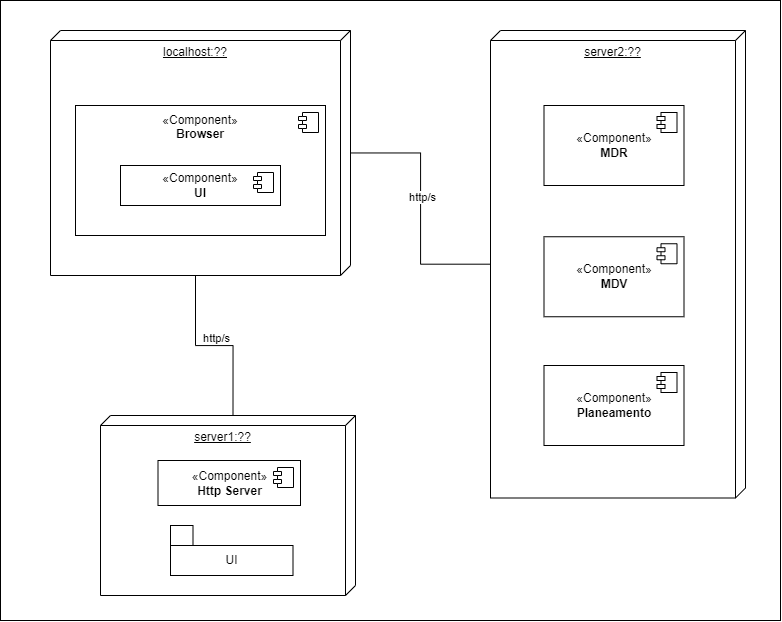 localhost:??
«Component»
Browser
«Component»
UI
http/s
server2:??
«Component»
MDR
«Component»
MDV
«Component»
Planeamento
http/s
server1:??
«Component»
Http Server
UI